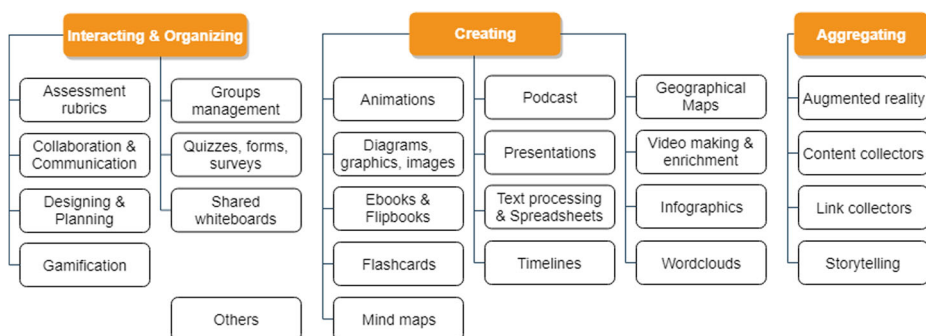 Interacting & Organizing
Assessment
rubrics
Collaboration &
Communication
Designing &
Planning
Gamification
Groups
management
Quizzes, forms,
surveys
Shared
whiteboards
Others
Creating
Animations
Diagrams,
graphics, images
Ebooks &
Flipbooks
Flashcards
Mind maps
Podcast
Presentations
Text processing
& Spreadsheets
Timelines
Geographical
Maps
Video making &
enrichment
Infographics
Wordclouds
Aggregating
Augmented reality
Content collectors
Link collectors
Storytelling